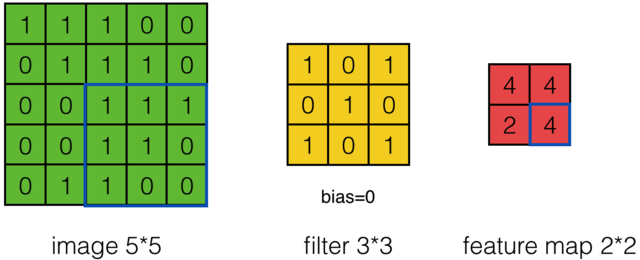 1 1 1 0 0
0 1 1 1 0
0 0 1 1 1
0 0 1 1 0
0 1 1 0 0
image 5*5
1 0 1
0 1 0
1 0 1
bias=0
filter 3*3
4 4
2 4
feature map 2*2